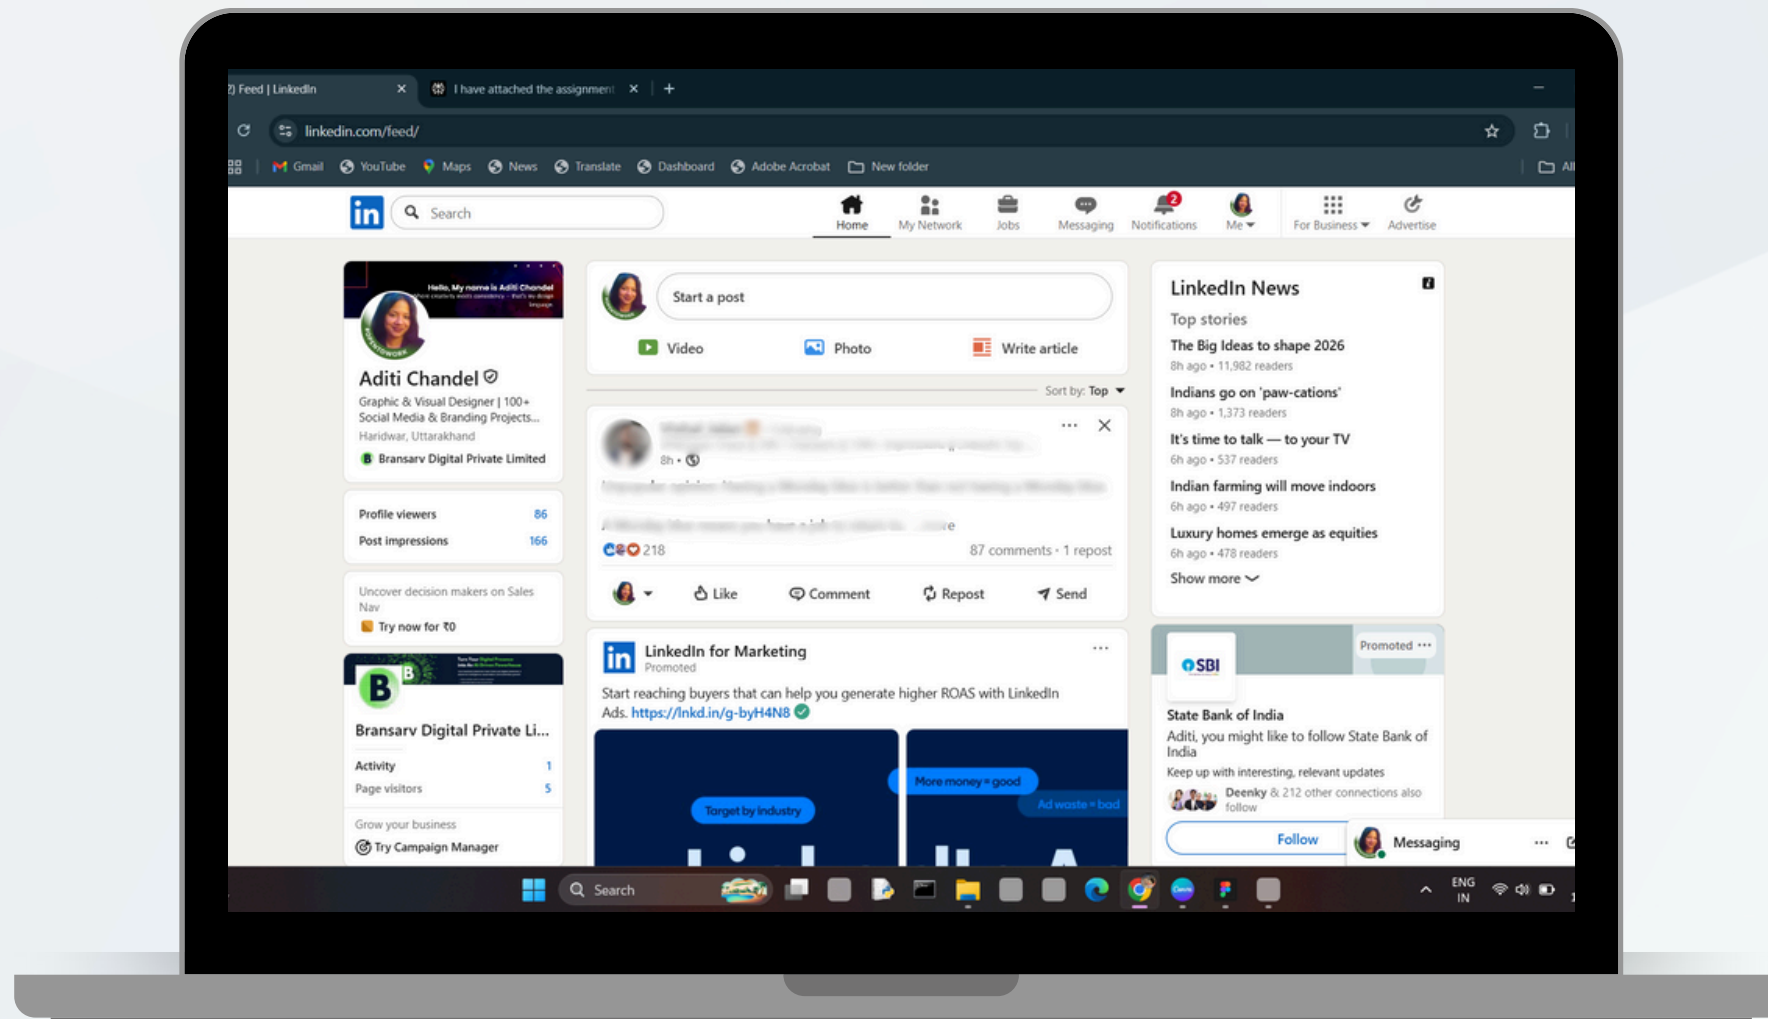 2) Feed | LinkedIn
I have attached the assignment
linkedin.com/feed/
Gmail YouTube Maps News Translate Dashboard Adobe Acrobat New folder All
in Search
Home My Network Jobs Messaging 2 Notifications Me For Business Advertise
Hello, My name is Aditi Chandel
#OPENTOWORK
Aditi Chandel
Graphic & Visual Designer | 100+
Social Media & Branding Projects...
Haridwar, Uttarakhand
B Bransarv Digital Private Limited
Profile viewers 86
Post impressions 166
Uncover decision makers on Sales
Nav
Try now for ₹0
B
B
Bransarv Digital Private Li...
Activity 1
Page visitors 5
Grow your business
Try Campaign Manager
Start a post
Video Photo Write article
Sort by: Top
8h •
218 87 comments · 1 repost
Like Comment Repost Send
in LinkedIn for Marketing
Promoted
Start reaching buyers that can help you generate higher ROAS with LinkedIn
Ads. https://lnkd.in/g-byH4N8
Target by industry
More money = good
Ad waste = bad
LinkedIn News
Top stories
The Big Ideas to shape 2026
8h ago • 11,982 readers
Indians go on 'paw-cations'
8h ago • 1,373 readers
It's time to talk — to your TV
6h ago • 537 readers
Indian farming will move indoors
6h ago • 497 readers
Luxury homes emerge as equities
6h ago • 478 readers
Show more
Promoted
SBI
State Bank of India
Aditi, you might like to follow State Bank of
India
Keep up with interesting, relevant updates
Deenky & 212 other connections also
follow
Follow
Messaging
Search
ENG
IN